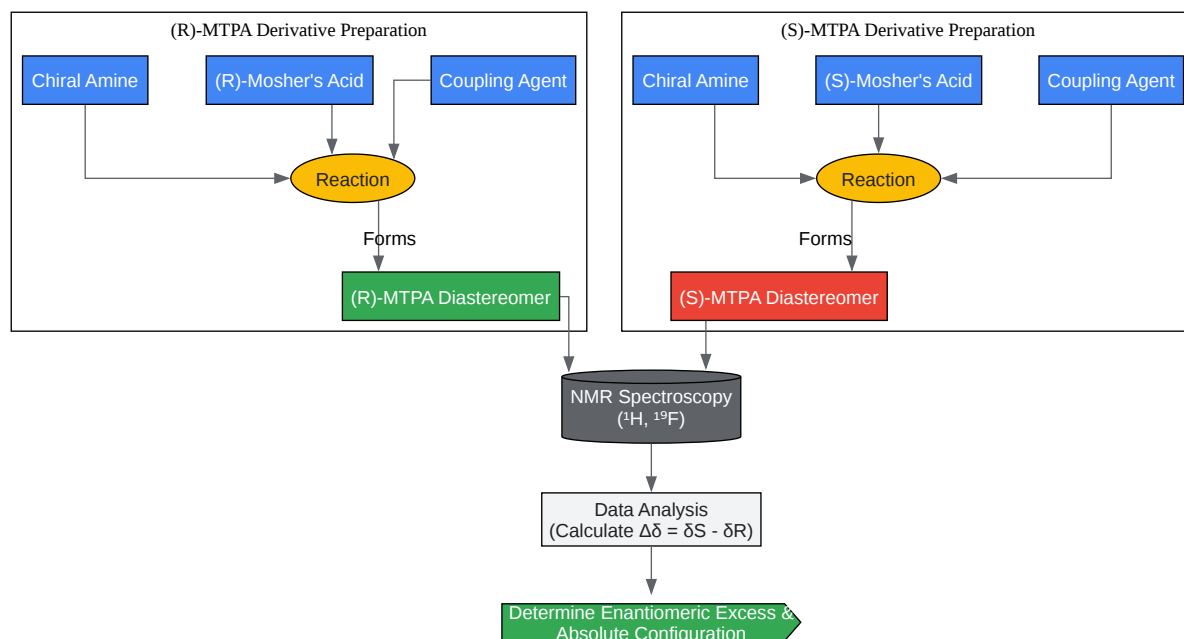 (R)-MTPA Derivative Preparation
Chiral Amine
(R)-Mosher's Acid
Coupling Agent
Reaction
Forms
(R)-MTPA Diastereomer
(S)-MTPA Derivative Preparation
Chiral Amine
(S)-Mosher's Acid
Coupling Agent
Reaction
Forms
(S)-MTPA Diastereomer
NMR Spectroscopy
(¹H, ¹⁹F)
Data Analysis
(Calculate Δδ = δS - δR)
Determine Enantiomeric Excess &
Absolute Configuration